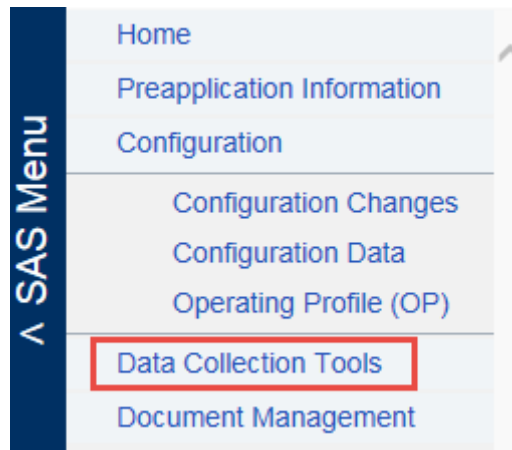 < SAS Menu
Home
Preapplication Information
Configuration
Configuration Changes
Configuration Data
Operating Profile (OP)
Data Collection Tools
Document Management